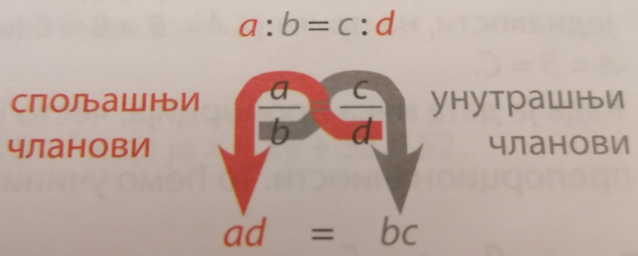 a : b = c : d
спољашњи
чланови
a c
b d
унутрашњи
чланови
ad = bc